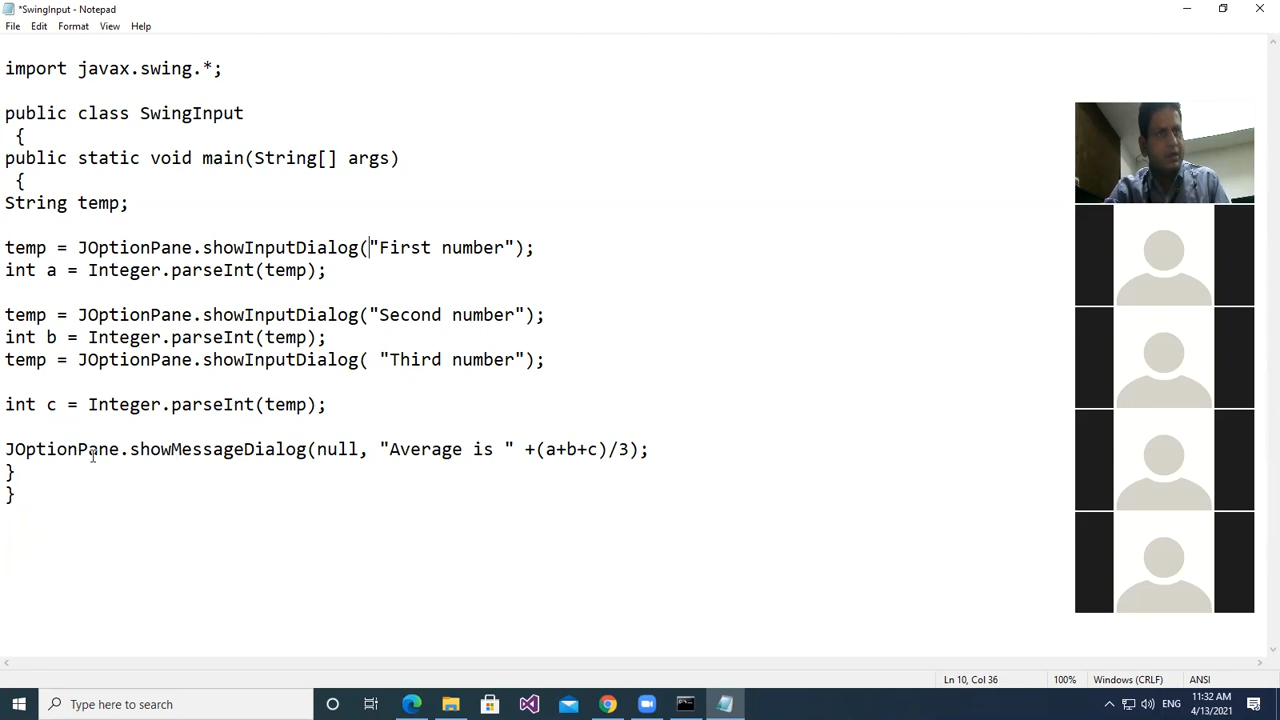 *SwingInput - Notepad
File Edit Format View Help
import javax.swing.*;
public class SwingInput
{
public static void main(String[] args)
{
String temp;
temp = JOptionPane.showInputDialog("First number");
int a = Integer.parseInt(temp);
temp = JOptionPane.showInputDialog("Second number");
int b = Integer.parseInt(temp);
temp = JOptionPane.showInputDialog( "Third number");
int c = Integer.parseInt(temp);
JOptionPane.showMessageDialog(null, "Average is " +(a+b+c)/3);
}
}
Ln 10, Col 36 100% Windows (CRLF) ANSI
Type here to search
ENG
11:32 AM
4/13/2021